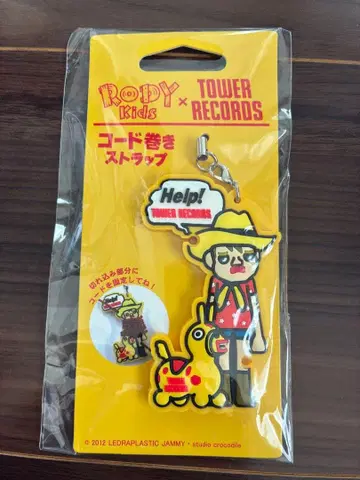 RODY Kids × TOWER RECORDS
コード巻き
ストラップ
Help!
TOWER RECORDS
切れ込み部分に
コードを固定してね!
© 2012 LEDRAPLASTIC JAMMY・studio crocodile